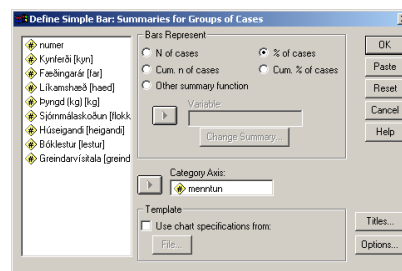 Define Simple Bar: Summaries for Groups of Cases
numer
Kynferði [kyn]
Fæðingarár [far]
Líkamshæð [haed]
Þyngd (kg) [kg]
Sjórnmálaskoðun [flokk
Húseigandi [heigandi]
Bóklestur [lestur]
Greindarvísitala [greind
Bars Represent
N of cases
% of cases
Cum. n of cases
Cum. % of cases
Other summary function
Variable:
Change Summary...
Category Axis:
menntun
Template
Use chart specifications from:
File...
OK
Paste
Reset
Cancel
Help
Titles...
Options...